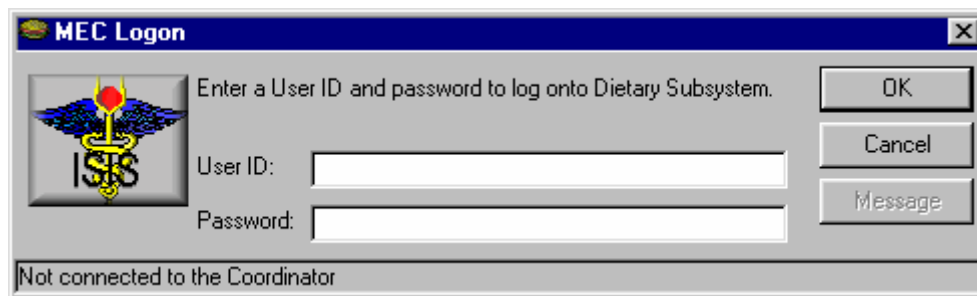 MEC Logon
Enter a User ID and password to log onto Dietary Subsystem.
OK
Cancel
ISIS
User ID:
Message
Password:
Not connected to the Coordinator